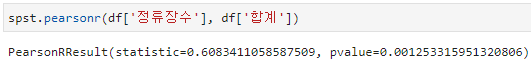 spst.pearsonr(df['정류장수'], df['합계'])
PearsonRResult(statistic=0.6083411058587509, pvalue=0.001253315951320806)